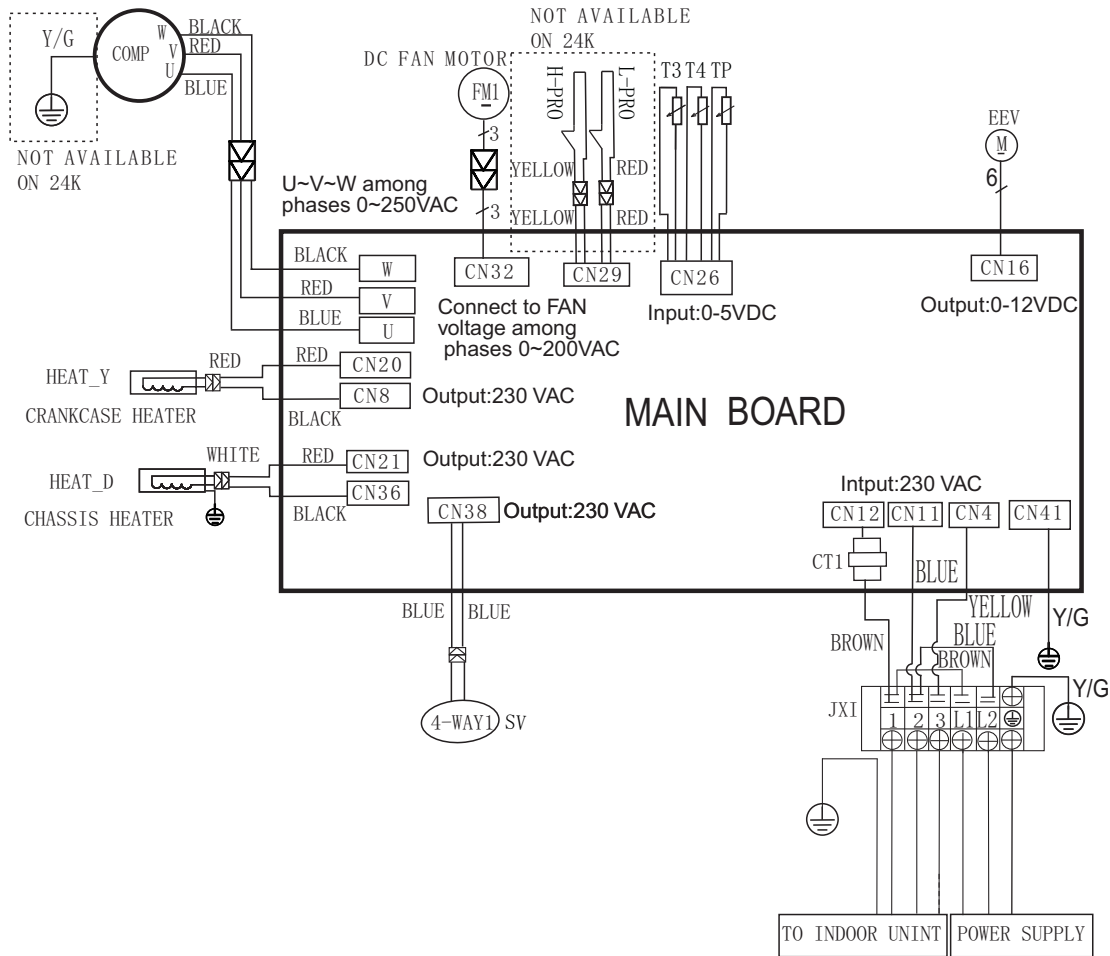 NOT AVAILABLE
ON 24K
Y/G
COMP
W
V
U
BLACK
RED
BLUE
NOT AVAILABLE
ON 24K
DC FAN MOTOR
FM1
3
3
H-PRO
L-PRO
YELLOW
RED
YELLOW
RED
T3
T4
TP
EEV
M
6
U~V~W among
phases 0~250VAC
BLACK
W
RED
V
BLUE
U
CN32
CN29
CN26
CN16
Connect to FAN
voltage among
phases 0~200VAC
Input:0-5VDC
Output:0-12VDC
HEAT_Y
CRANKCASE HEATER
RED
RED
CN20
CN8
Output:230 VAC
BLACK
MAIN BOARD
HEAT_D
CHASSIS HEATER
WHITE
RED
CN21
Output:230 VAC
CN36
BLACK
CN38
Output:230 VAC
Intput:230 VAC
CN12
CN11
CN4
CN41
CT1
BLUE
BLUE
BLUE
4-WAY1
SV
YELLOW
Y/G
BROWN
BLUE
BROWN
Y/G
JX1
1
2
3
L1
L2
TO INDOOR UNINT
POWER SUPPLY